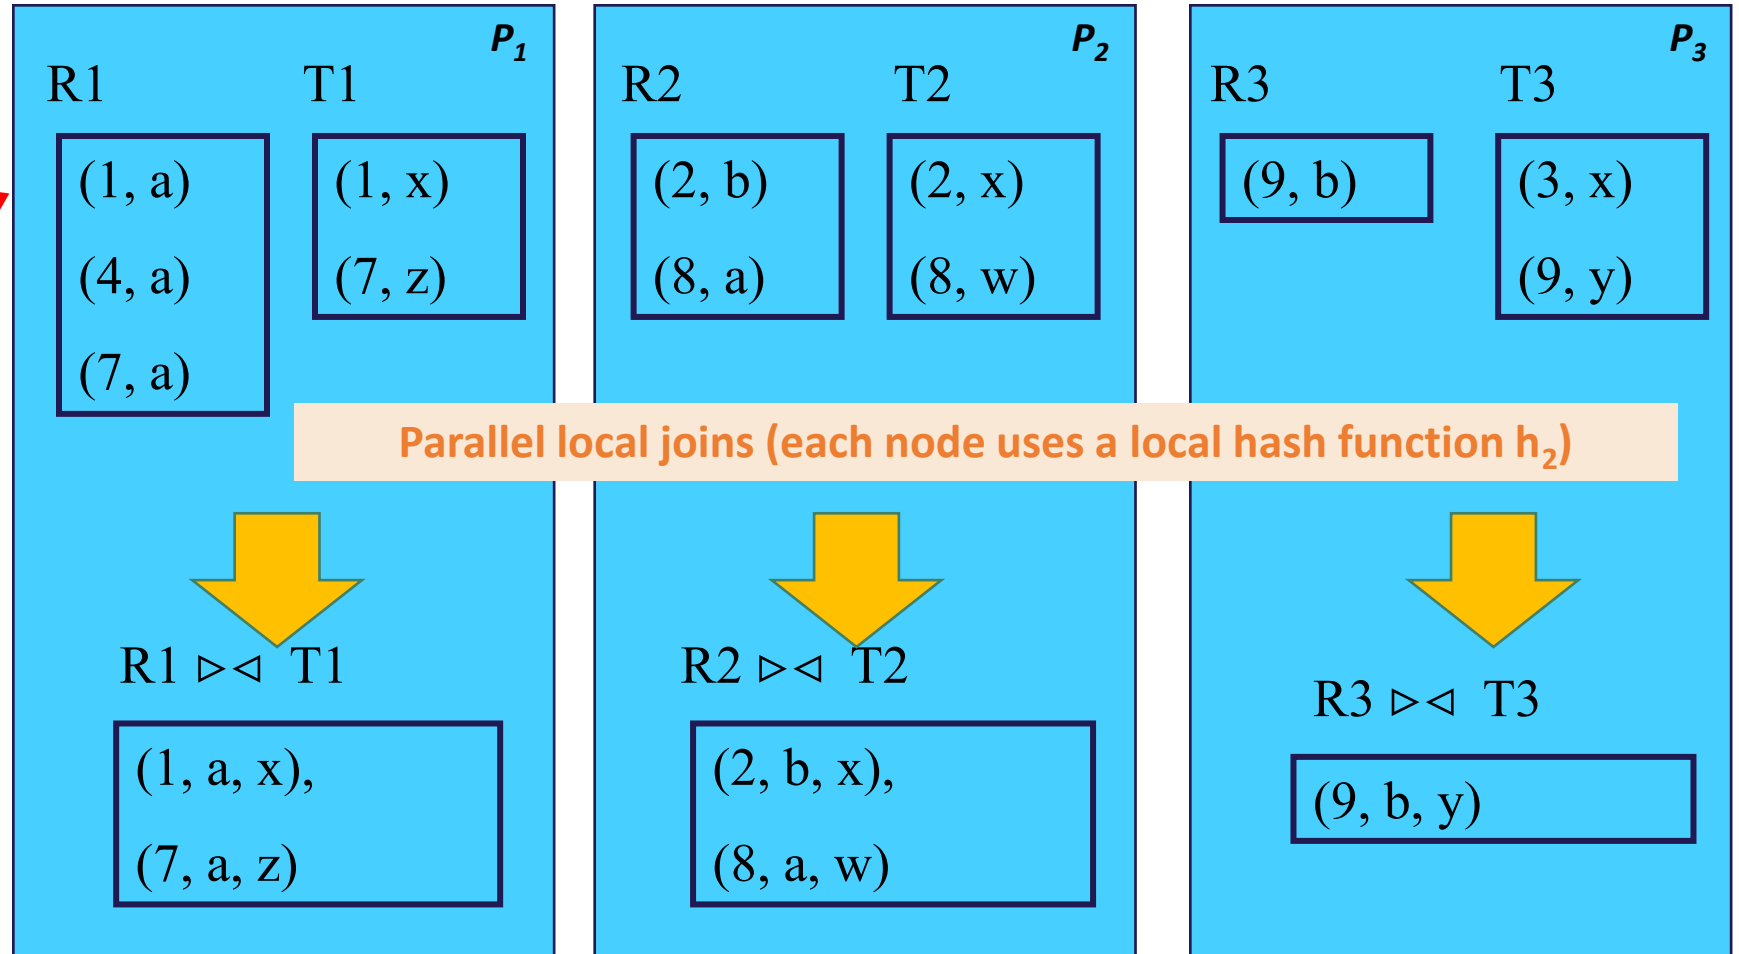 P1
R1 T1
(1, a)
(4, a)
(7, a)
(1, x)
(7, z)
P2
R2 T2
(2, b)
(8, a)
(2, x)
(8, w)
P3
R3 T3
(9, b)
(3, x)
(9, y)
Parallel local joins (each node uses a local hash function h2)
R1 ▷◁ T1
(1, a, x),
(7, a, z)
R2 ▷◁ T2
(2, b, x),
(8, a, w)
R3 ▷◁ T3
(9, b, y)